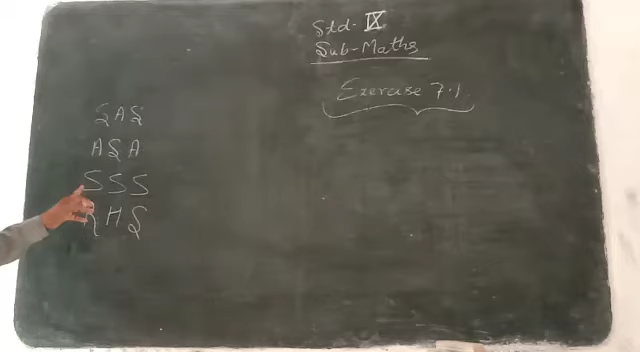 Std- IX
Sub-Maths
Exercise 7.1
SAS
ASA
SSS
RHS